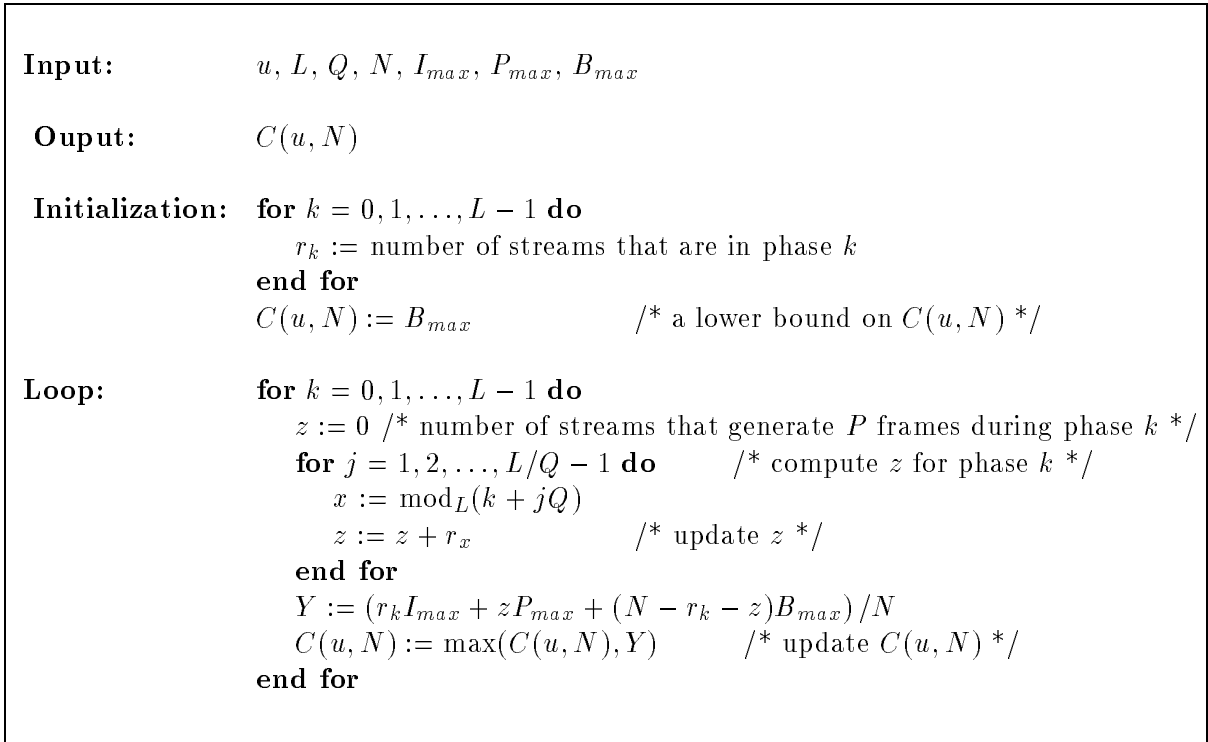 Input: u, L, Q, N, I_max, P_max, B_max
Ouput: C(u, N)
Initialization: for k = 0, 1, . . . , L − 1 do
r_k := number of streams that are in phase k
end for
C(u, N) := B_max /* a lower bound on C(u, N) */
Loop: for k = 0, 1, . . . , L − 1 do
z := 0 /* number of streams that generate P frames during phase k */
for j = 1, 2, . . . , L/Q − 1 do /* compute z for phase k */
x := mod_L(k + jQ)
z := z + r_x /* update z */
end for
Y := (r_k I_max + zP_max + (N − r_k − z)B_max) /N
C(u, N) := max(C(u, N), Y) /* update C(u, N) */
end for